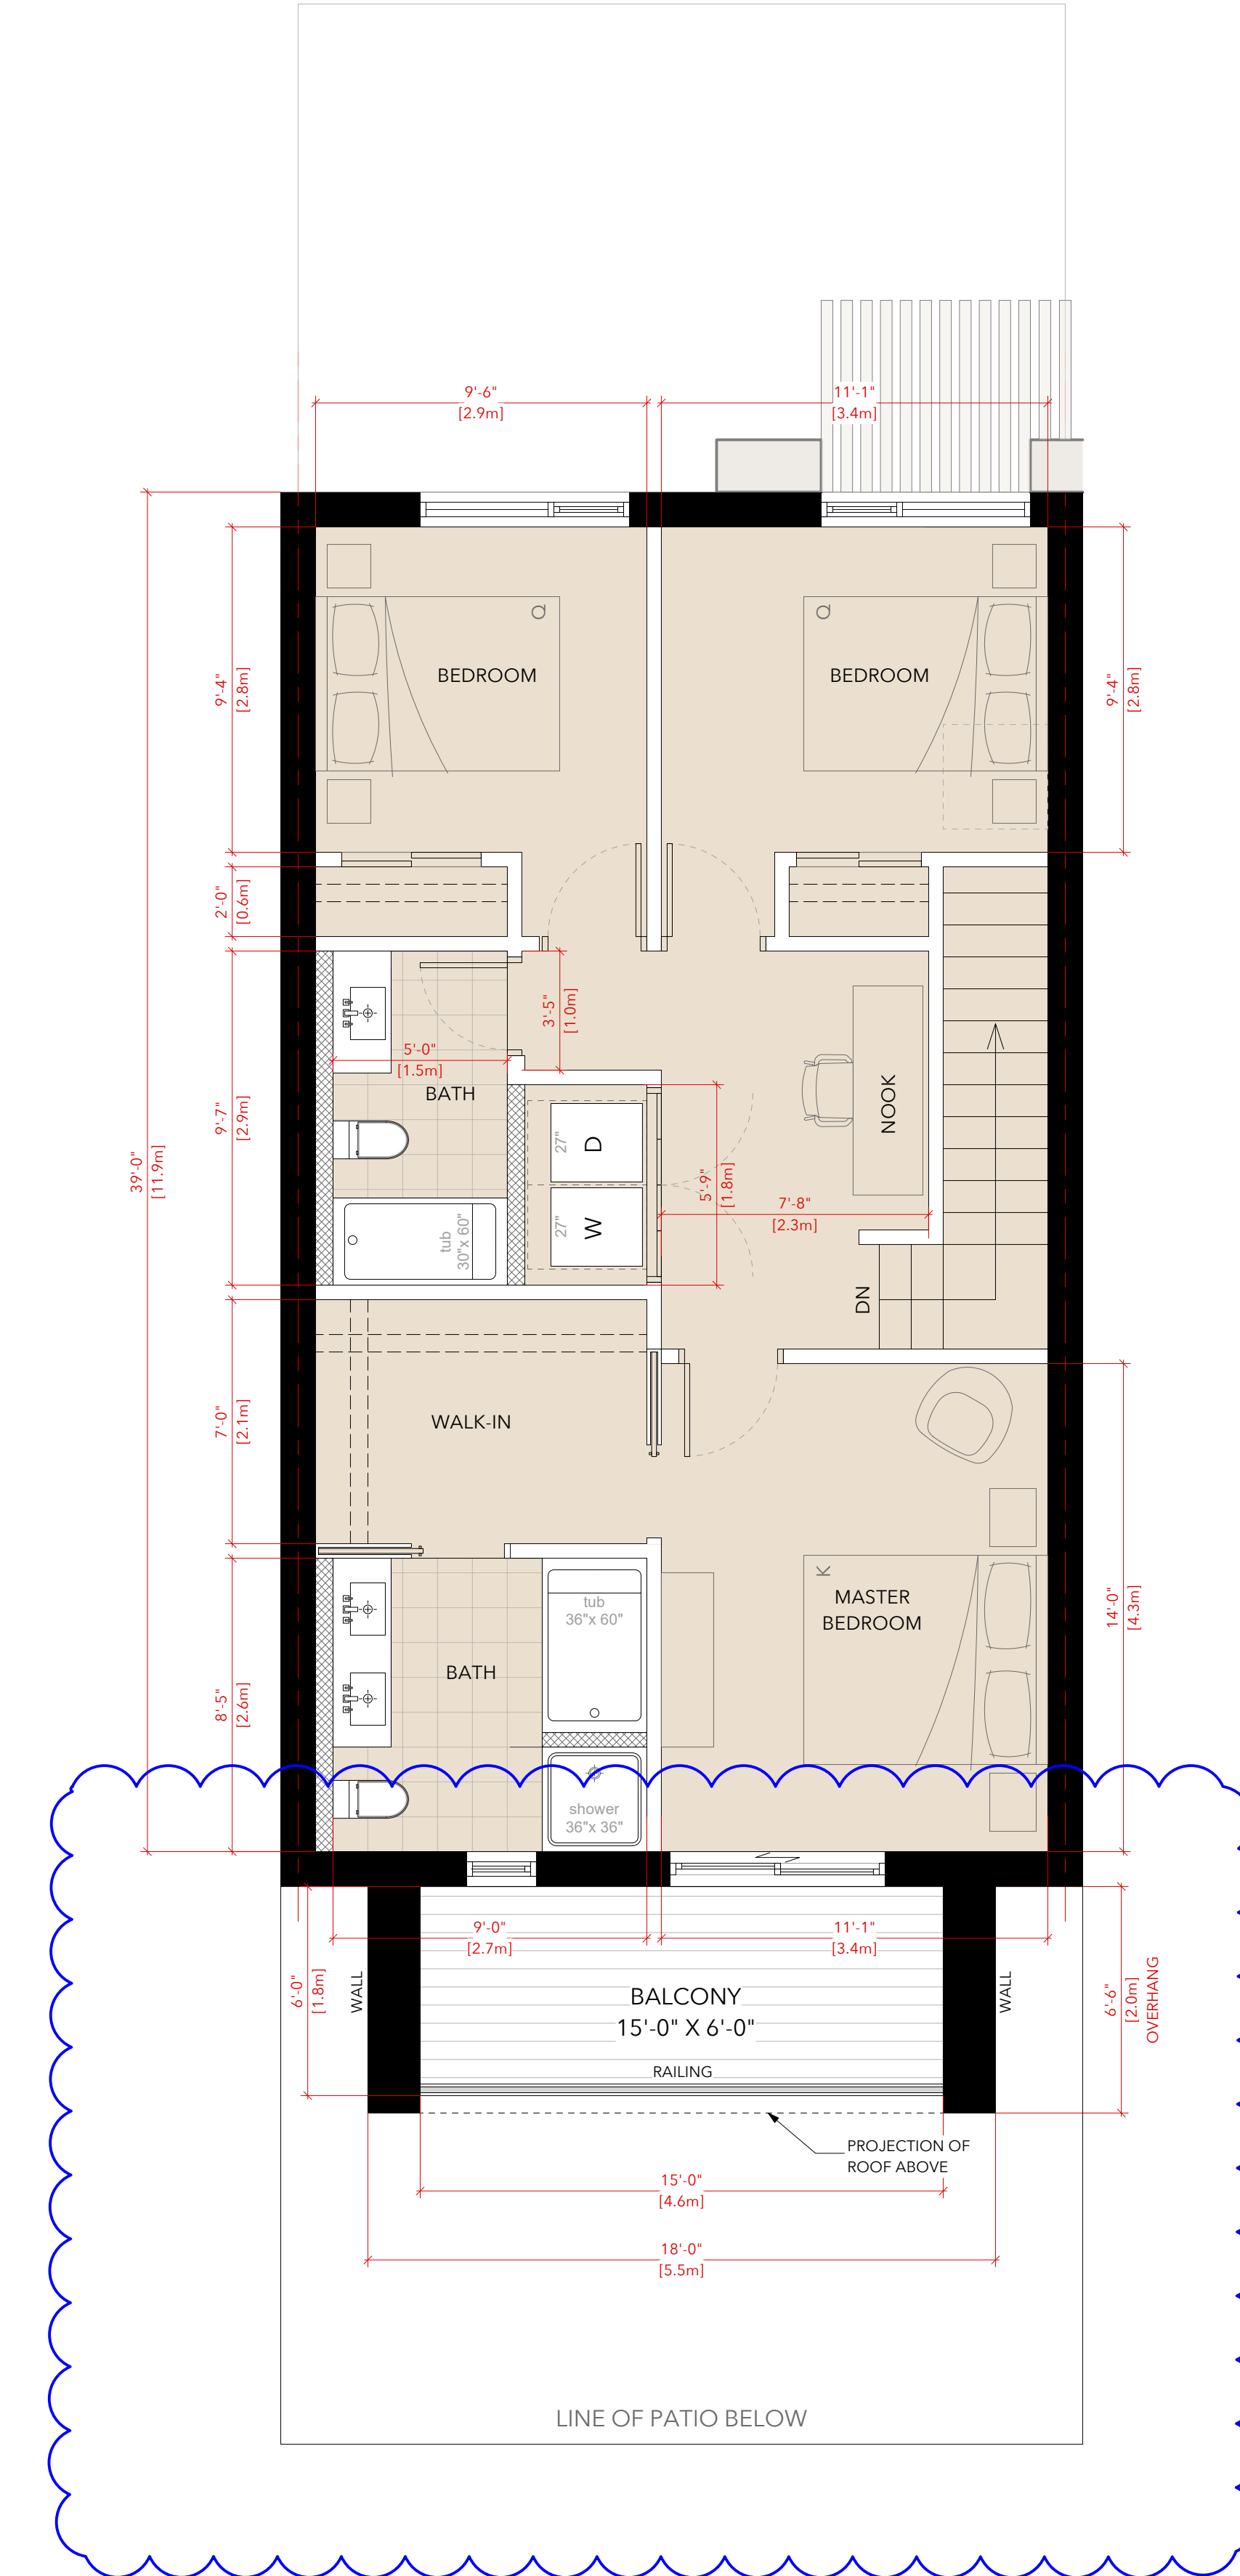 9'-6"
[2.9m]
11'-1"
[3.4m]
Q
Q
BEDROOM
BEDROOM
9'-4"
[2.8m]
9'-4"
[2.8m]
2'-0"
[0.6m]
3'-5"
[1.0m]
5'-0"
[1.5m]
BATH
9'-7"
[2.9m]
NOOK
27"
D
39'-0"
[11.9m]
5'-9"
[1.8m]
7'-8"
[2.3m]
27"
W
tub
30"x 60"
DN
WALK-IN
7'-0"
[2.1m]
K
MASTER
BEDROOM
14'-0"
[4.3m]
tub
36"x 60"
BATH
8'-5"
[2.6m]
shower
36"x 36"
9'-0"
[2.7m]
11'-1"
[3.4m]
6'-0"
[1.8m]
WALL
BALCONY
15'-0" X 6'-0"
WALL
6'-6"
[2.0m]
OVERHANG
RAILING
PROJECTION OF
ROOF ABOVE
15'-0"
[4.6m]
18'-0"
[5.5m]
LINE OF PATIO BELOW